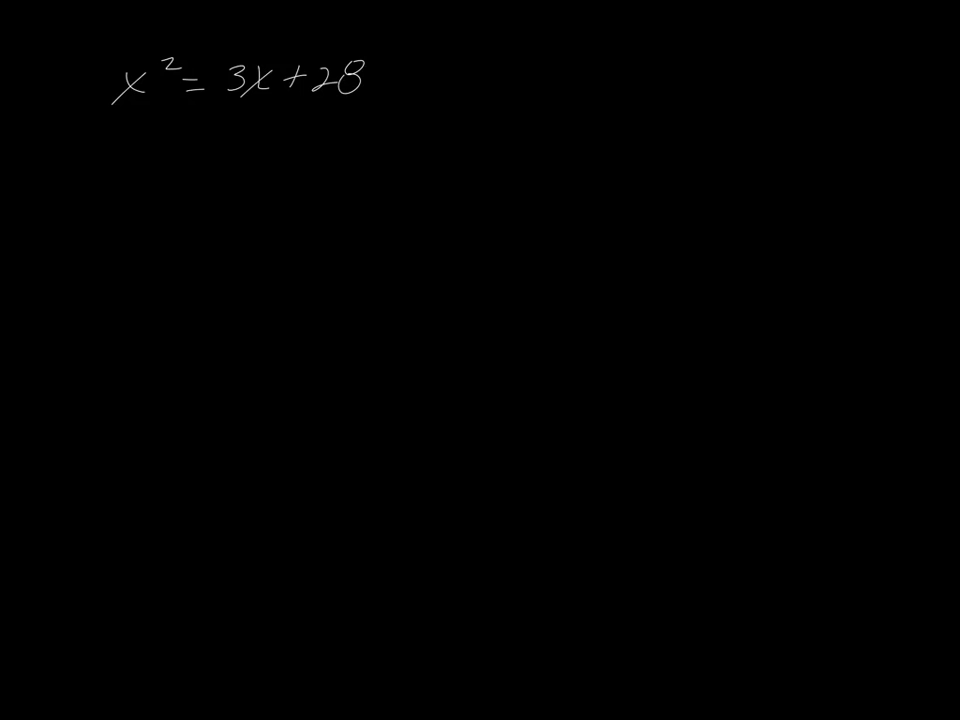 x² = 3x + 28